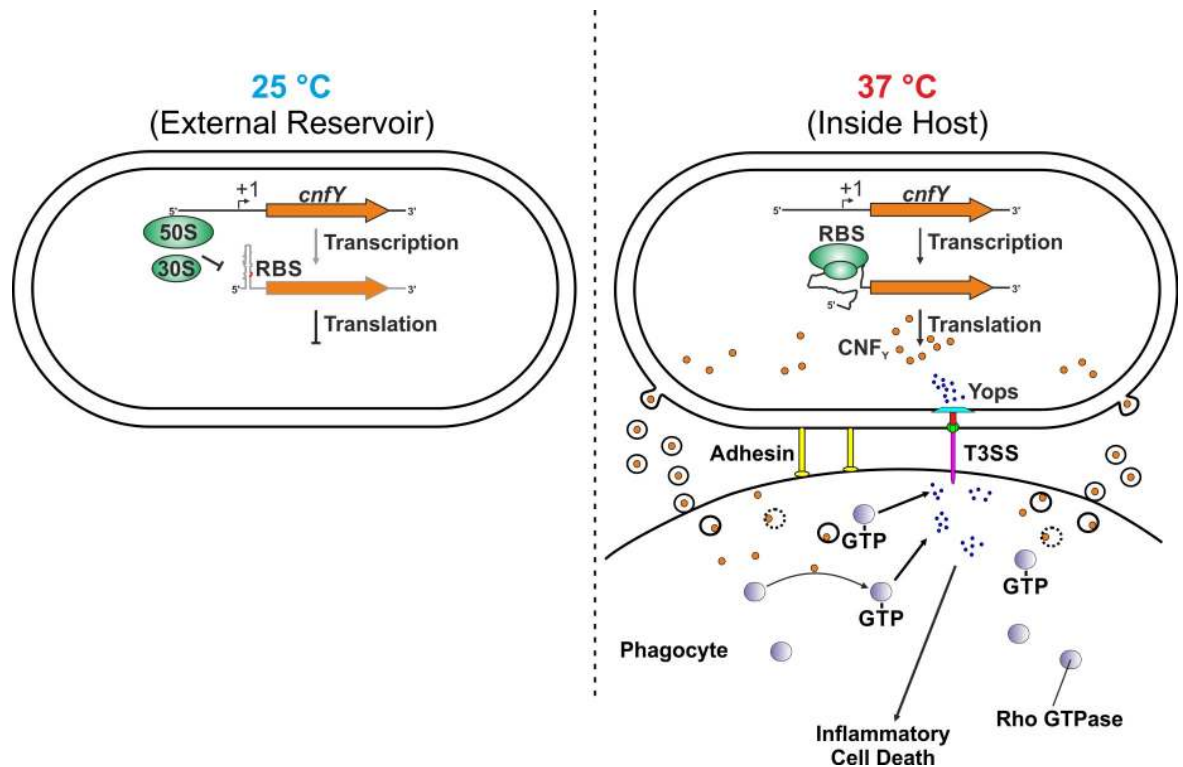 25 °C
(External Reservoir)
+1
cnfY
5'
3'
50S
Transcription
30S
RBS
5'
3'
Translation
37 °C
(Inside Host)
+1
cnfY
5'
3'
RBS
Transcription
3'
5'
Translation
CNFY
Yops
Adhesin
T3SS
GTP
GTP
GTP
Phagocyte
Rho GTPase
Inflammatory
Cell Death